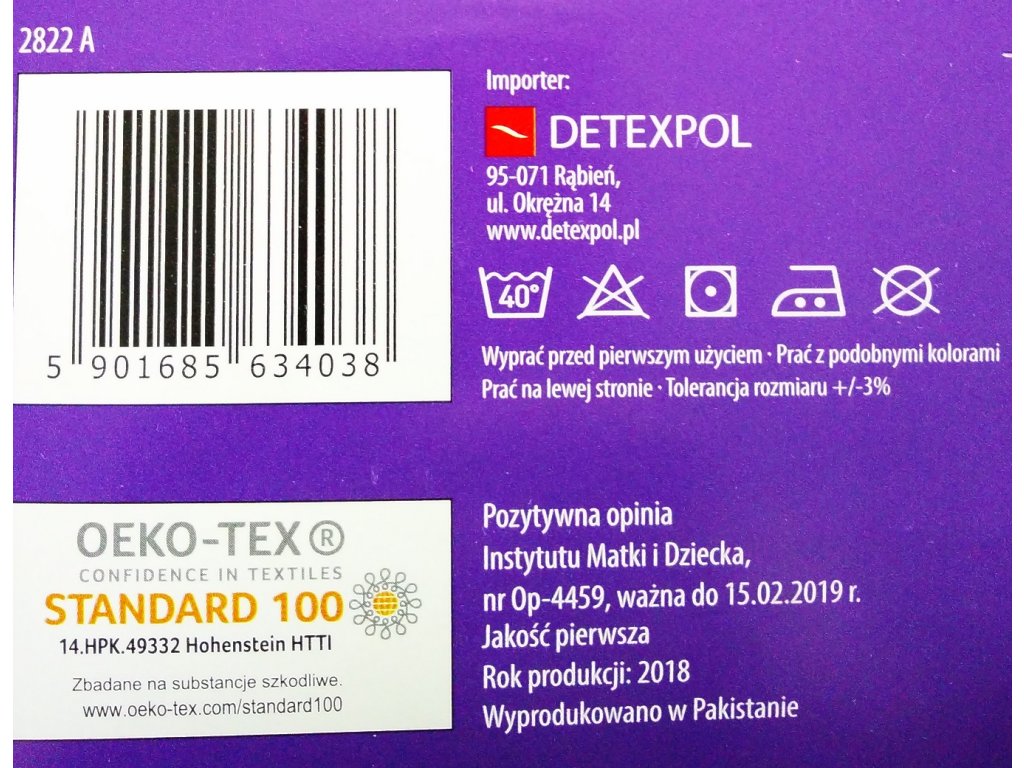 2822 A
5 901685 634038
Importer:
DETEXPOL
95-071 Rąbień,
ul. Okrężna 14
www.detexpol.pl
40°
Wyprać przed pierwszym użyciem · Prać z podobnymi kolorami
Prać na lewej stronie · Tolerancja rozmiaru +/-3%
OEKO-TEX®
CONFIDENCE IN TEXTILES
STANDARD 100
14.HPK.49332 Hohenstein HTTI
Zbadane na substancje szkodliwe.
www.oeko-tex.com/standard100
Pozytywna opinia
Instytutu Matki i Dziecka,
nr Op-4459, ważna do 15.02.2019 r.
Jakość pierwsza
Rok produkcji: 2018
Wyprodukowano w Pakistanie